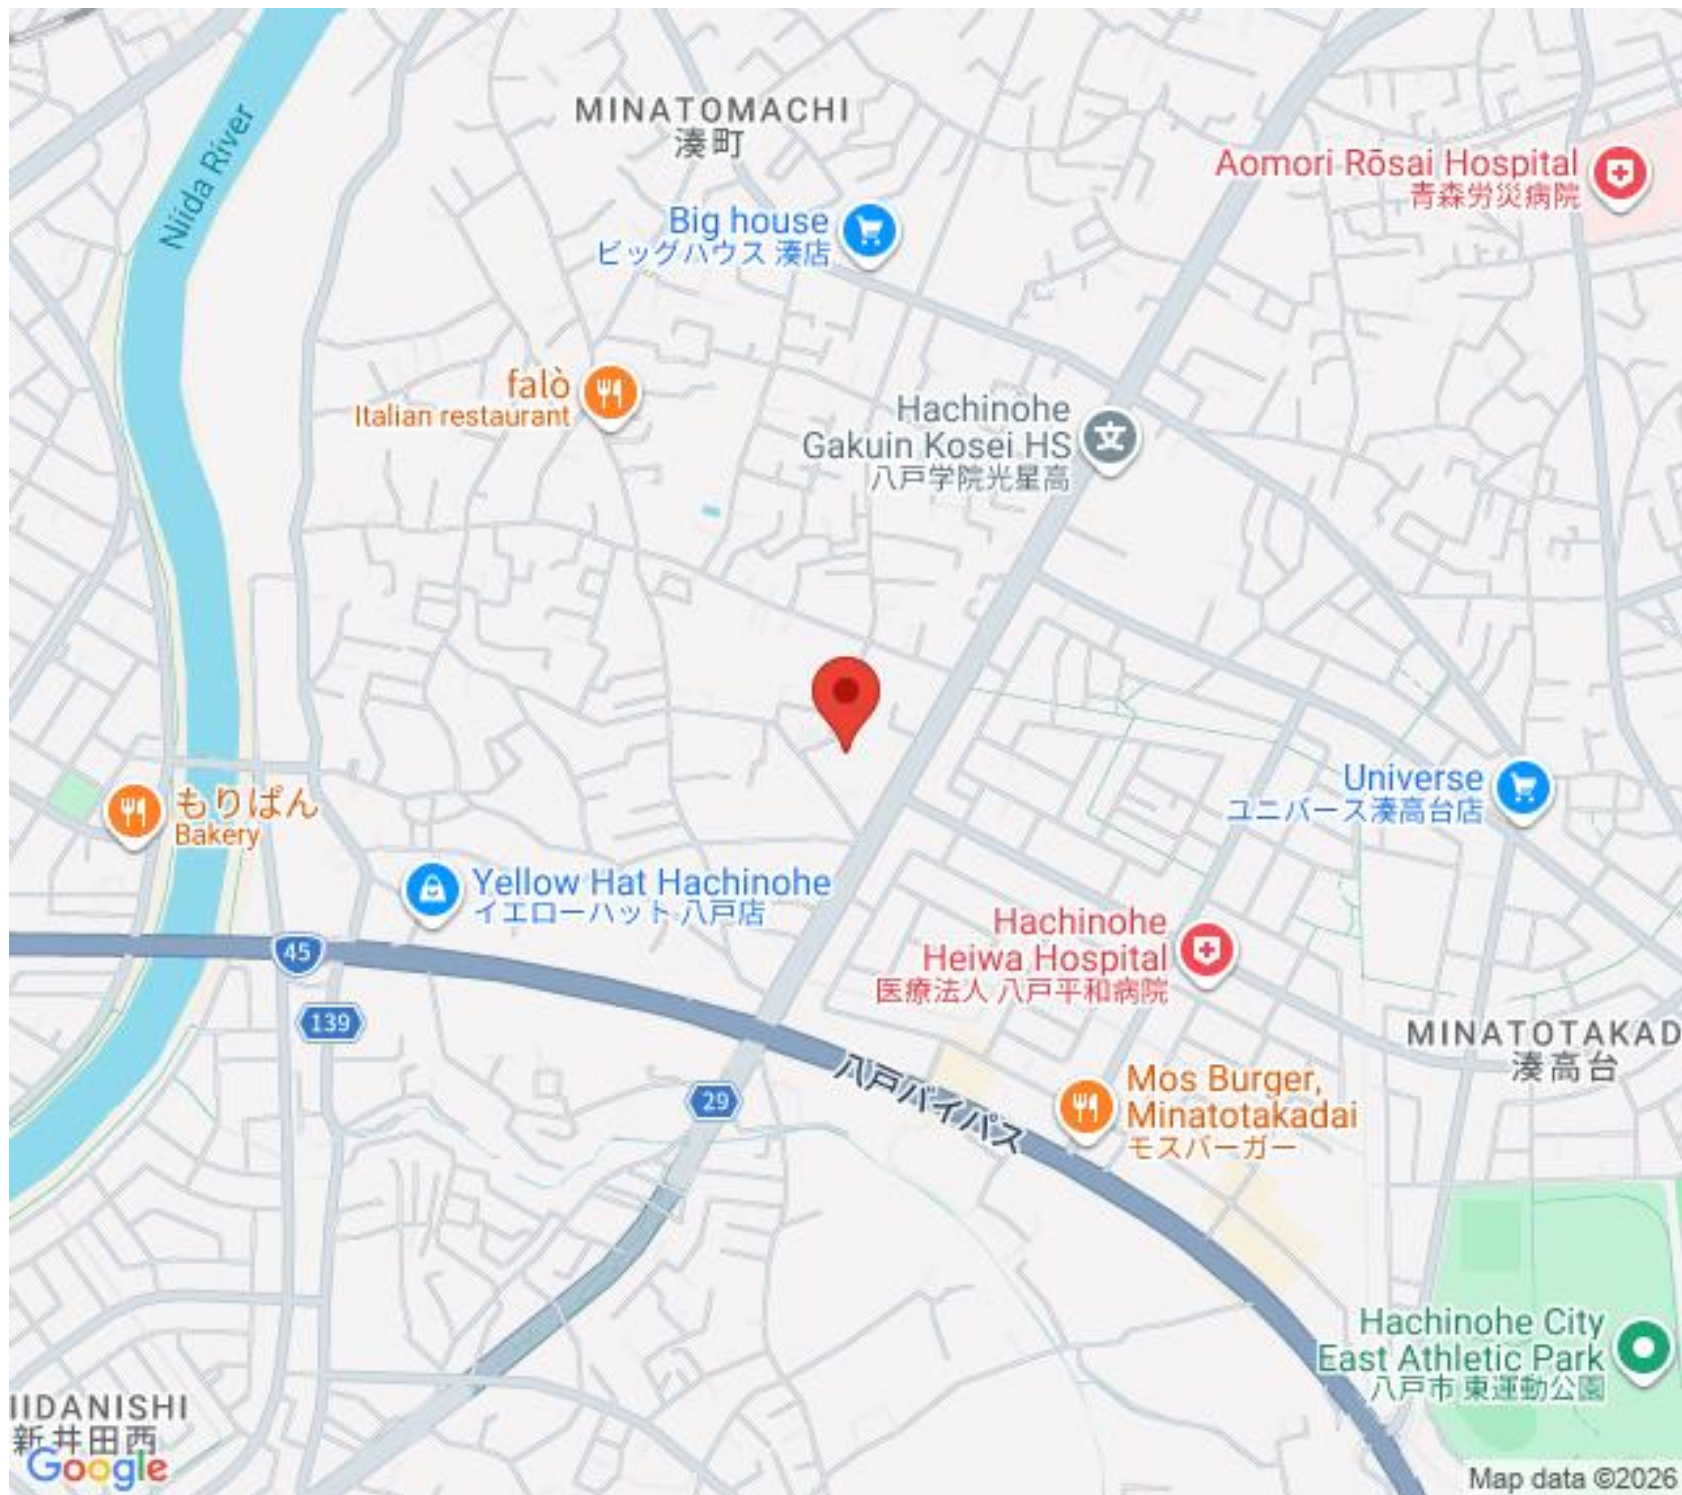 Niida River
MINATOMACHI
湊町
Aomori Rōsai Hospital
青森労災病院
Big house
ビッグハウス 湊店
falò
Italian restaurant
Hachinohe
Gakuin Kosei HS
八戸学院光星高
文
Universe
ユニバース湊高台店
もりぱん
Bakery
Yellow Hat Hachinohe
イエローハット 八戸店
Hachinohe
Heiwa Hospital
医療法人 八戸平和病院
45
139
MINATOTAKAD
湊高台
八戸バイパス
29
Mos Burger,
Minatotakadai
モスバーガー
Hachinohe City
East Athletic Park
八戸市 東運動公園
IIDANISHI
新井田西
Google
Map data ©2026